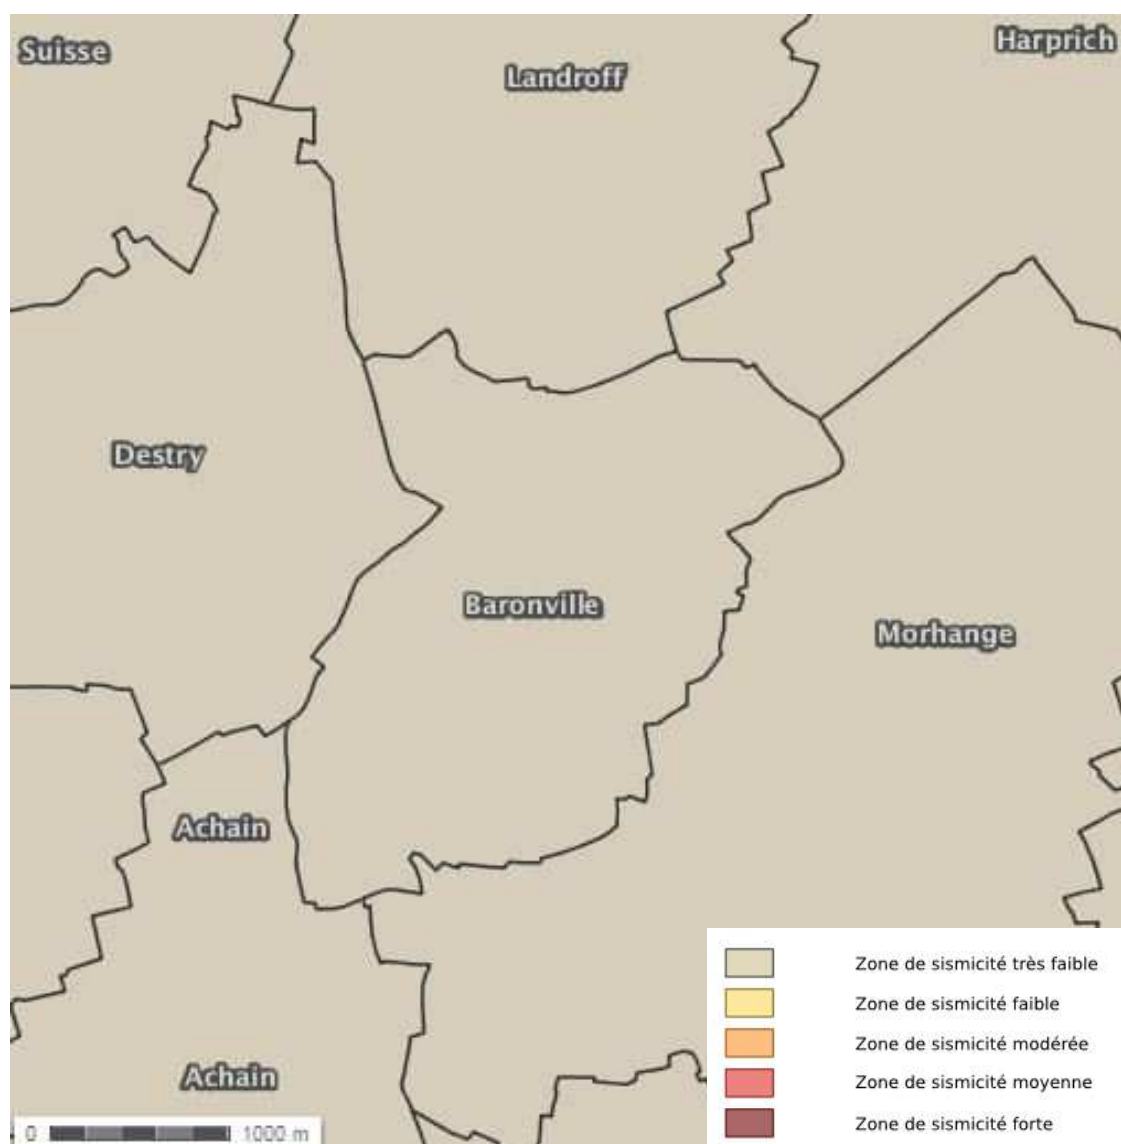 Suisse
Landroff
Harprich
Destry
Baronville
Morhange
Achain
Achain
Zone de sismicité très faible
Zone de sismicité faible
Zone de sismicité modérée
Zone de sismicité moyenne
Zone de sismicité forte
0 1000 m